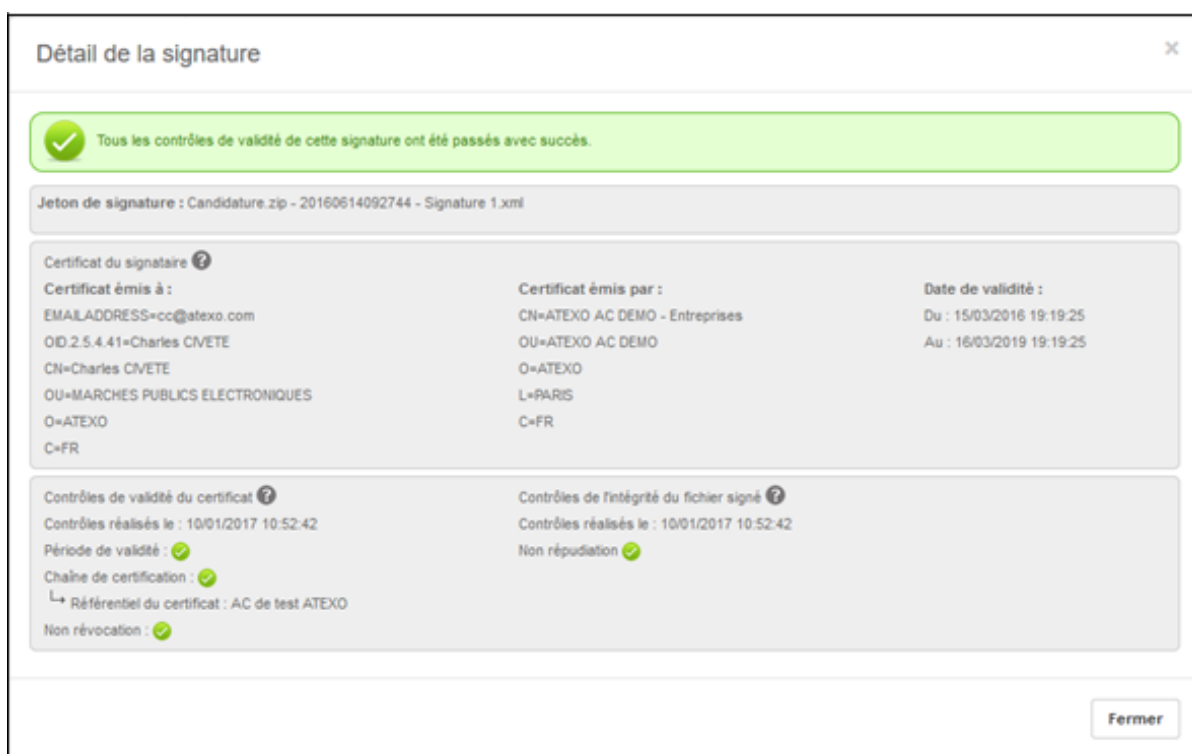 Détail de la signature
×
Tous les contrôles de validité de cette signature ont été passés avec succès.
Jeton de signature : Candidature.zip - 20160614092744 - Signature 1.xml
Certificat du signataire ?
Certificat émis à :
EMAILADDRESS=cc@atexo.com
OID.2.5.4.41=Charles CIVETE
CN=Charles CIVETE
OU=MARCHES PUBLICS ELECTRONIQUES
O=ATEXO
C=FR
Certificat émis par :
CN=ATEXO AC DEMO - Entreprises
OU=ATEXO AC DEMO
O=ATEXO
L=PARIS
C=FR
Date de validité :
Du : 15/03/2016 19:19:25
Au : 16/03/2019 19:19:25
Contrôles de validité du certificat ?
Contrôles réalisés le : 10/01/2017 10:52:42
Période de validité :
Chaîne de certification :
Référentiel du certificat : AC de test ATEXO
Non révocation :
Contrôles de l'intégrité du fichier signé ?
Contrôles réalisés le : 10/01/2017 10:52:42
Non répudiation
Fermer